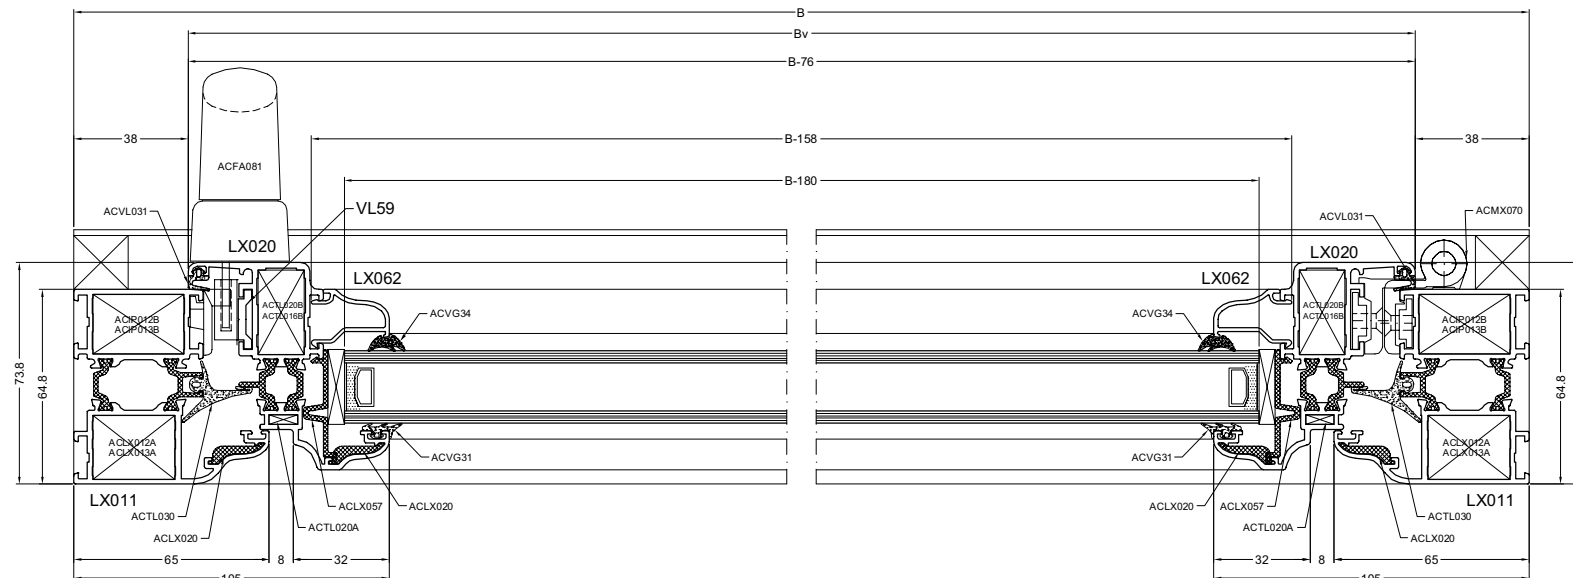 B
Bv
B-76
38
B-158
38
ACFA081
B-180
ACVL031
VL59
ACVL031
ACMX070
LX020
LX020
LX062
LX062
ACTL020B
ACTL016B
ACTL020B
ACTL016B
ACIP012B
ACIP013B
ACVG34
ACVG34
ACIP012B
ACIP013B
73.8
64.8
64.8
ACLX012A
ACLX013A
ACVG31
ACVG31
ACLX012A
ACLX013A
LX011
ACTL030
ACLX020
ACTL020A
ACLX057
ACLX020
ACLX020
ACLX057
ACTL020A
ACTL030
ACLX020
LX011
65
8
32
32
8
65
105
105